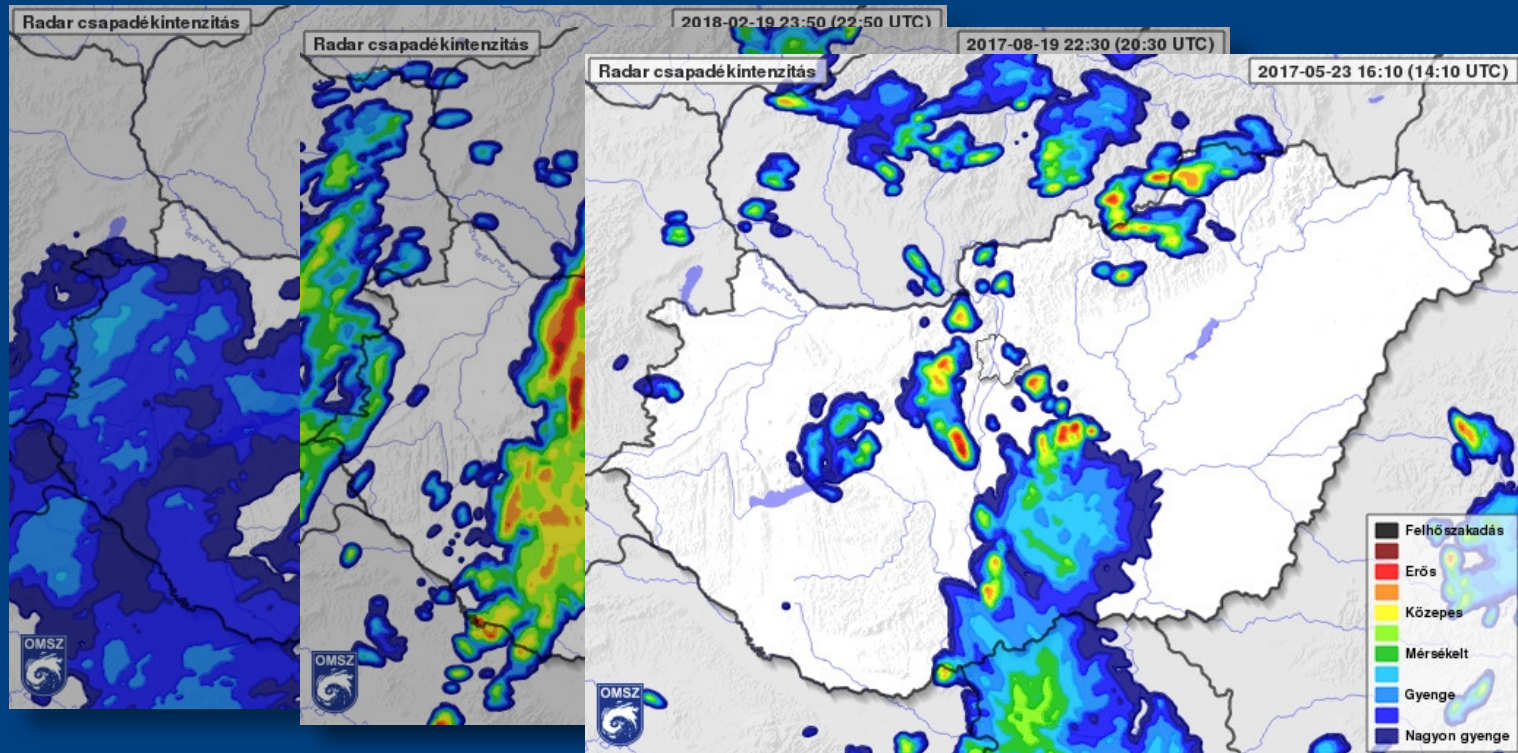 Radar csapadékintenzitás
2018-02-19 23:50 (22:50 UTC)
Radar csapadékintenzitás
2017-08-19 22:30 (20:30 UTC)
Radar csapadékintenzitás
2017-05-23 16:10 (14:10 UTC)
Felhőszakadás
Erős
Közepes
Mérsékelt
Gyenge
Nagyon gyenge
OMSZ
OMSZ
OMSZ